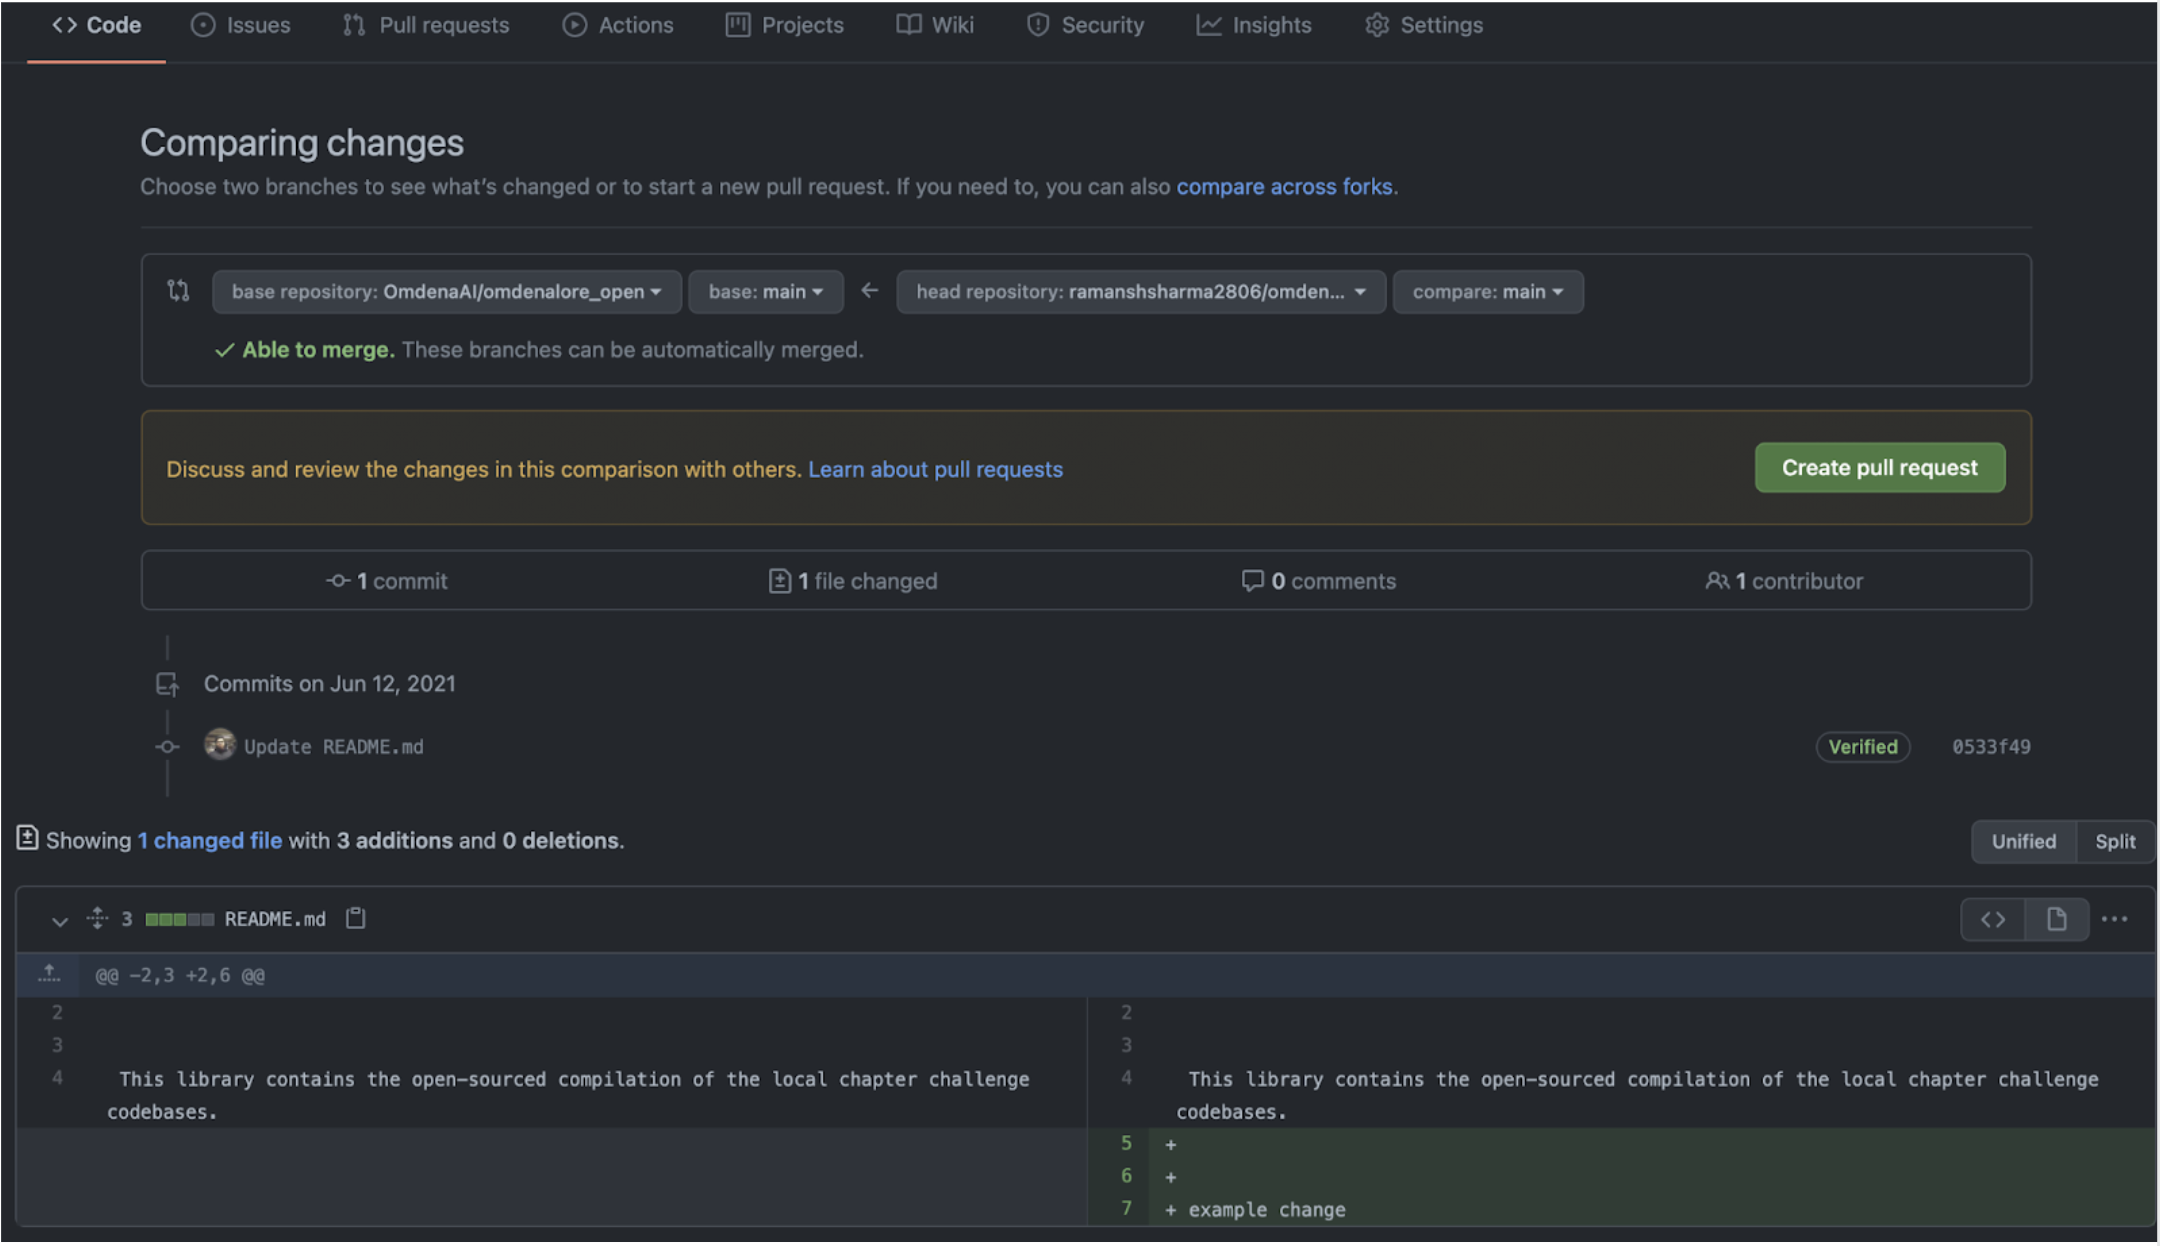 Code Issues Pull requests Actions Projects Wiki Security Insights Settings
Comparing changes
Choose two branches to see what's changed or to start a new pull request. If you need to, you can also compare across forks.
base repository: OmdenaAI/omdenalore_open base: main ← head repository: ramanshsharma2806/omden... compare: main
✓ Able to merge. These branches can be automatically merged.
Discuss and review the changes in this comparison with others. Learn about pull requests Create pull request
1 commit 1 file changed 0 comments 1 contributor
Commits on Jun 12, 2021
Update README.md Verified 0533f49
Showing 1 changed file with 3 additions and 0 deletions. Unified Split
3 README.md <> ...
@@ -2,3 +2,6 @@
2 2
3 3
4 This library contains the open-sourced compilation of the local chapter challenge 4 This library contains the open-sourced compilation of the local chapter challenge
codebases. codebases.
5 +
6 +
7 + example change